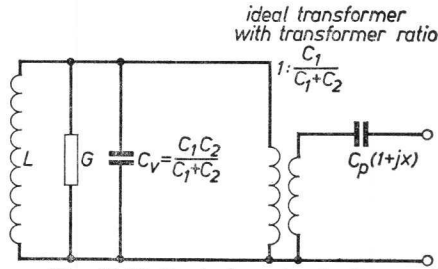 ideal transformer
with transformer ratio
1: C₁/(C₁+C₂)
L
G
Cᵥ = C₁C₂/(C₁+C₂)
Cₚ(1+jx)